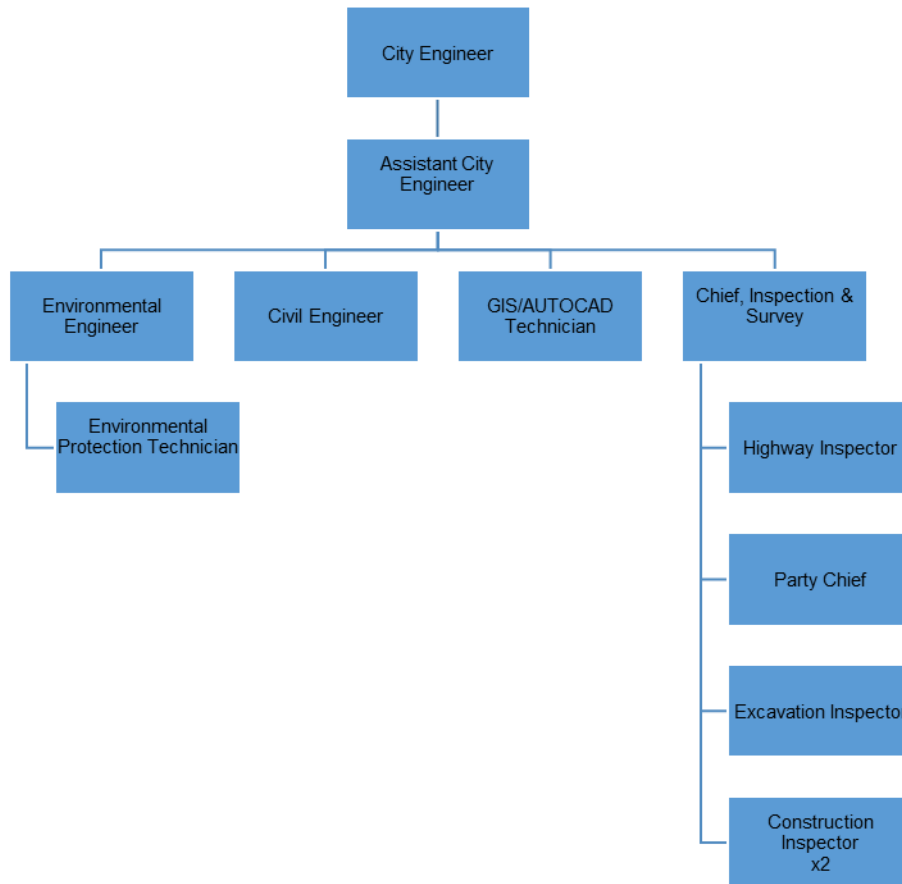 City Engineer
Assistant City
Engineer
Environmental
Engineer
Civil Engineer
GIS/AUTOCAD
Technician
Chief, Inspection &
Survey
Environmental
Protection Technician
Highway Inspector
Party Chief
Excavation Inspector
Construction
Inspector
x2